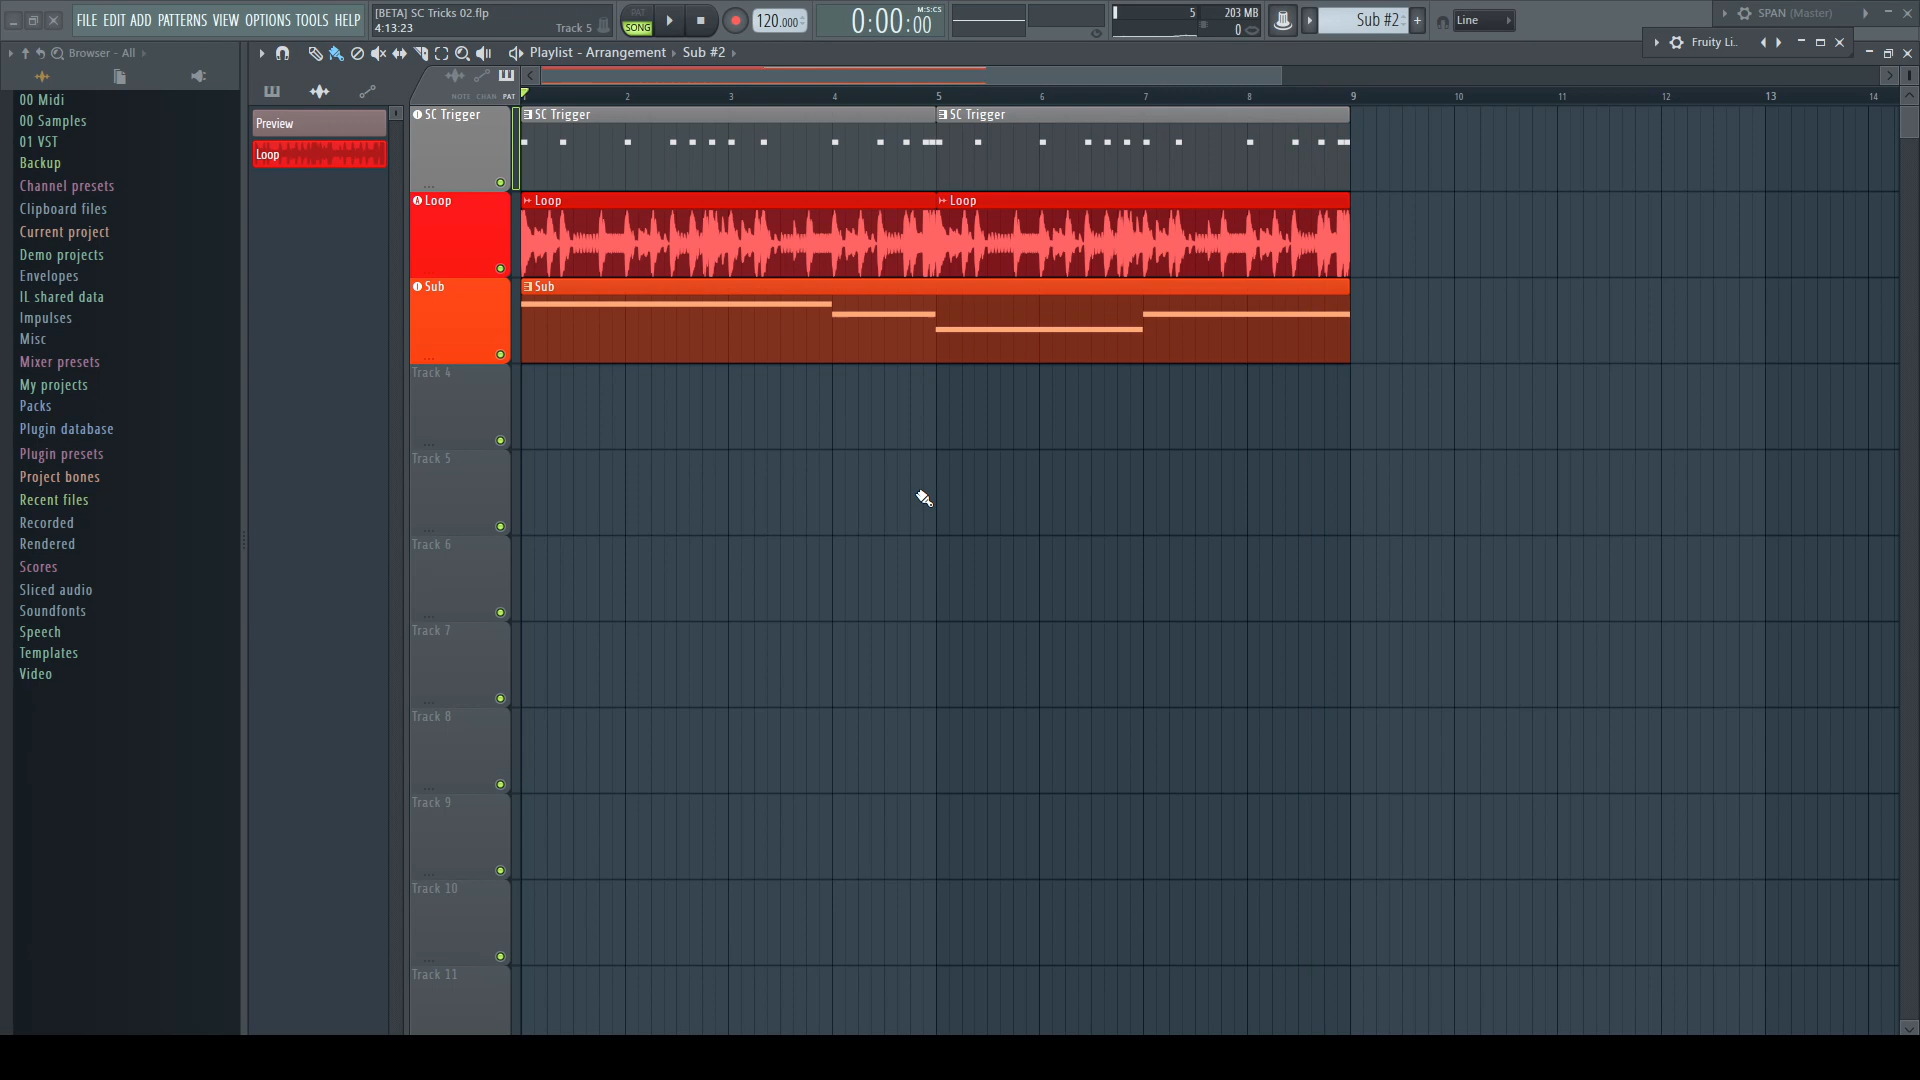 FILE EDIT ADD PATTERNS VIEW OPTIONS TOOLS HELP
[BETA] SC Tricks 02.flp
4:13:23 Track 5
PAT
SONG
120.000
0:00:00
M:S:CS
5 203 MB
0
Sub #2
Line
SPAN (Master)
Fruity Li..
Browser - All
Playlist - Arrangement Sub #2
NOTE CHAN PAT
1 2 3 4 5 6 7 8 9 10 11 12 13 14
00 Midi
00 Samples
01 VST
Backup
Channel presets
Clipboard files
Current project
Demo projects
Envelopes
IL shared data
Impulses
Misc
Mixer presets
My projects
Packs
Plugin database
Plugin presets
Project bones
Recent files
Recorded
Rendered
Scores
Sliced audio
Soundfonts
Speech
Templates
Video
Preview
Loop
SC Trigger
SC Trigger
SC Trigger
Loop
Loop
Loop
Sub
Sub
Track 4
Track 5
Track 6
Track 7
Track 8
Track 9
Track 10
Track 11